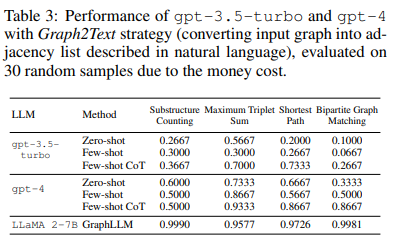 Table 3: Performance of gpt-3.5-turbo and gpt-4
with Graph2Text strategy (converting input graph into ad-
jacency list described in natural language), evaluated on
30 random samples due to the money cost.
LLM Method Substructure Counting Maximum Triplet Sum Shortest Path Bipartite Graph Matching
gpt-3.5-turbo Zero-shot 0.2667 0.5667 0.2000 0.1000
Few-shot 0.3000 0.3000 0.2667 0.0667
Few-shot CoT 0.3667 0.7000 0.7333 0.2667
gpt-4 Zero-shot 0.6000 0.7333 0.6667 0.3333
Few-shot 0.5000 0.8667 0.5667 0.5000
Few-shot CoT 0.5000 0.9333 0.8667 0.8667
LLaMA 2-7B GraphLLM 0.9990 0.9577 0.9726 0.9981